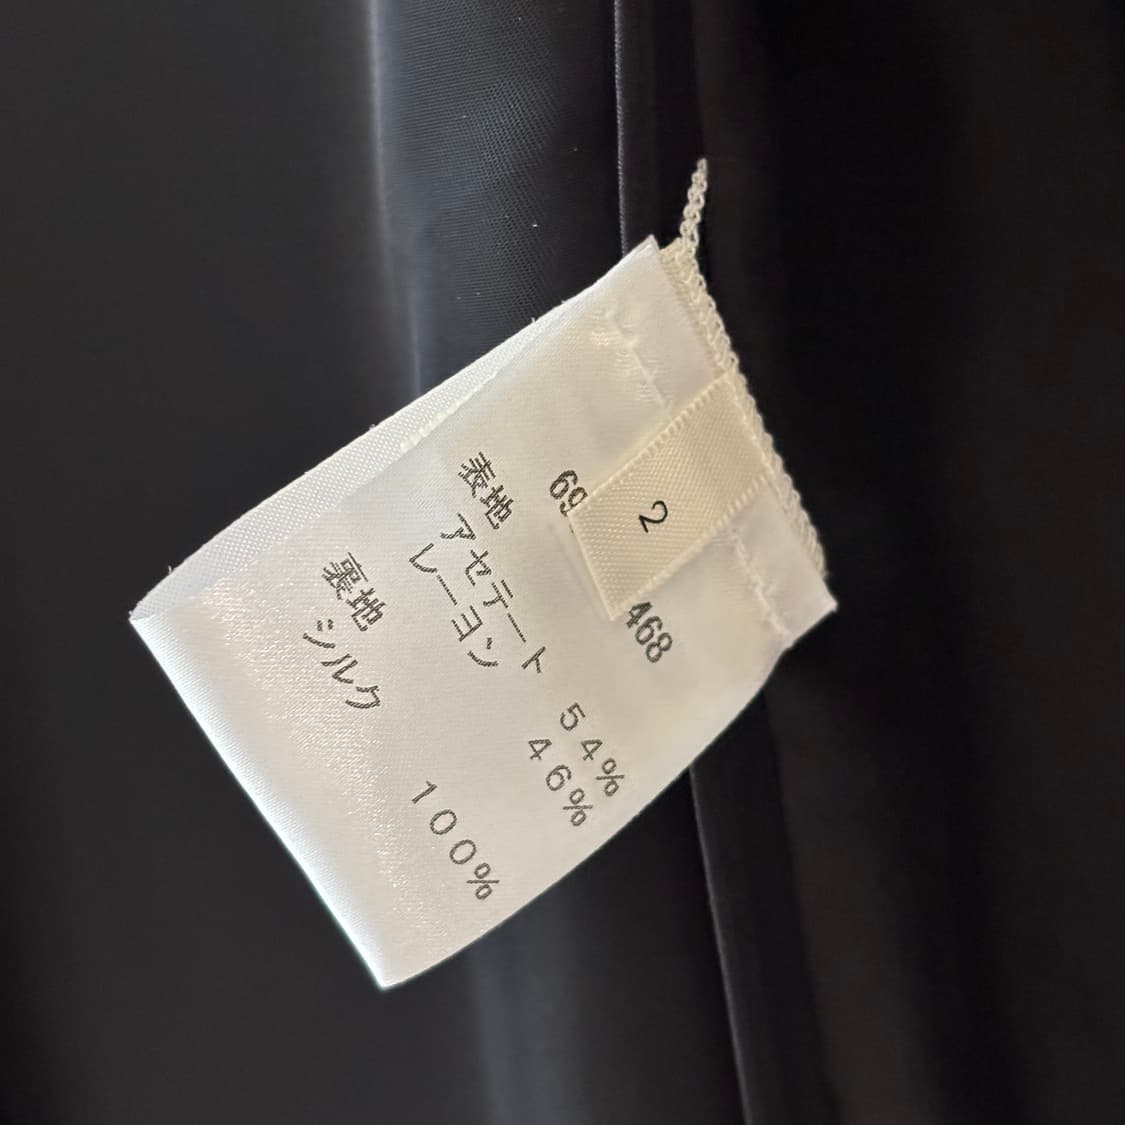 2
69 468
表地
アセテート 54%
レーヨン 46%
裏地
シルク 100%